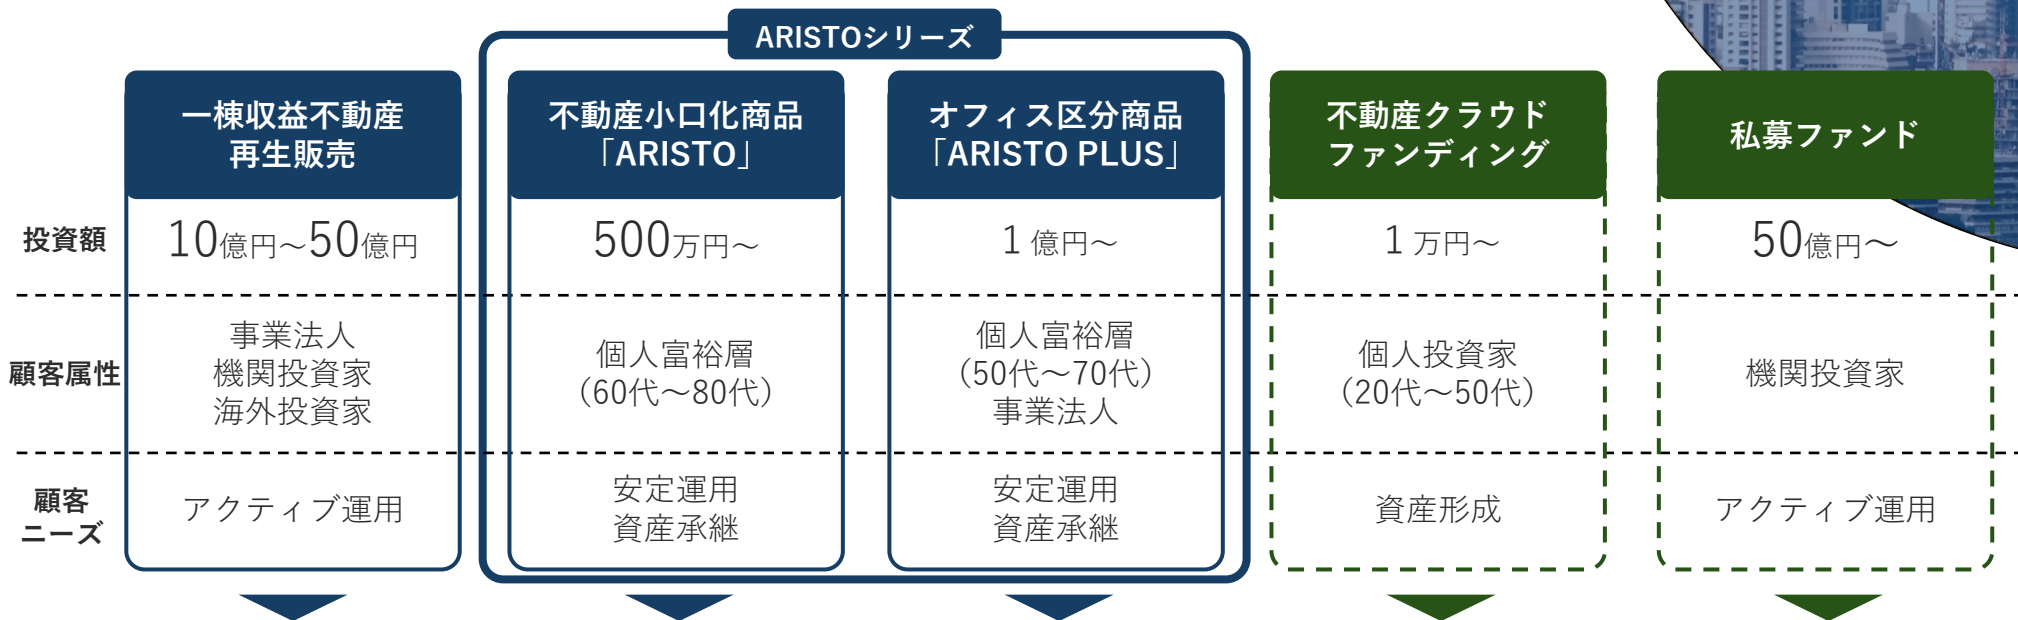 ARISTOシリーズ
一棟収益不動産
再生販売
不動産小口化商品
「ARISTO」
オフィス区分商品
「ARISTO PLUS」
不動産クラウド
ファンディング
私募ファンド
投資額
10億円～50億円
500万円～
1億円～
1万円～
50億円～
顧客属性
事業法人
機関投資家
海外投資家
個人富裕層
（60代～80代）
個人富裕層
（50代～70代）
事業法人
個人投資家
（20代～50代）
機関投資家
顧客
ニーズ
アクティブ運用
安定運用
資産承継
安定運用
資産承継
資産形成
アクティブ運用